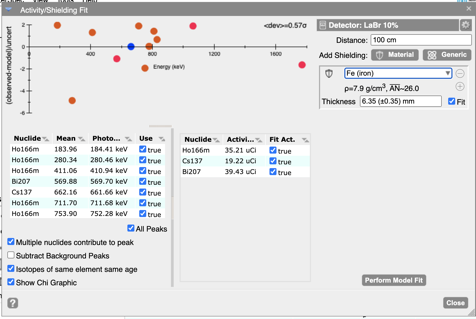 Activity/Shielding Fit
<dev>=0.57σ
(observed-model)/uncert
2
0
-2
-4
-6
0
400
800
1200
1600
Energy (keV)
Detector: LaBr 10%
Distance: 100 cm
Add Shielding: Material Generic
Fe (iron)
ρ=7.9 g/cm3, AN~26.0
Thickness 6.35 (±0.35) mm Fit
Nuclide Mean Photo... Use
Ho166m 183.96 184.41 keV true
Ho166m 280.34 280.46 keV true
Ho166m 411.06 410.94 keV true
Bi207 569.88 569.70 keV true
Cs137 662.16 661.66 keV true
Ho166m 711.70 711.68 keV true
Ho166m 753.90 752.28 keV true
Nuclide Activi... Fit Act.
Ho166m 35.21 uCi true
Cs137 19.22 uCi true
Bi207 39.43 uCi true
All Peaks
Multiple nuclides contribute to peak
Subtract Background Peaks
Isotopes of same element same age
Show Chi Graphic
Perform Model Fit
?
Close